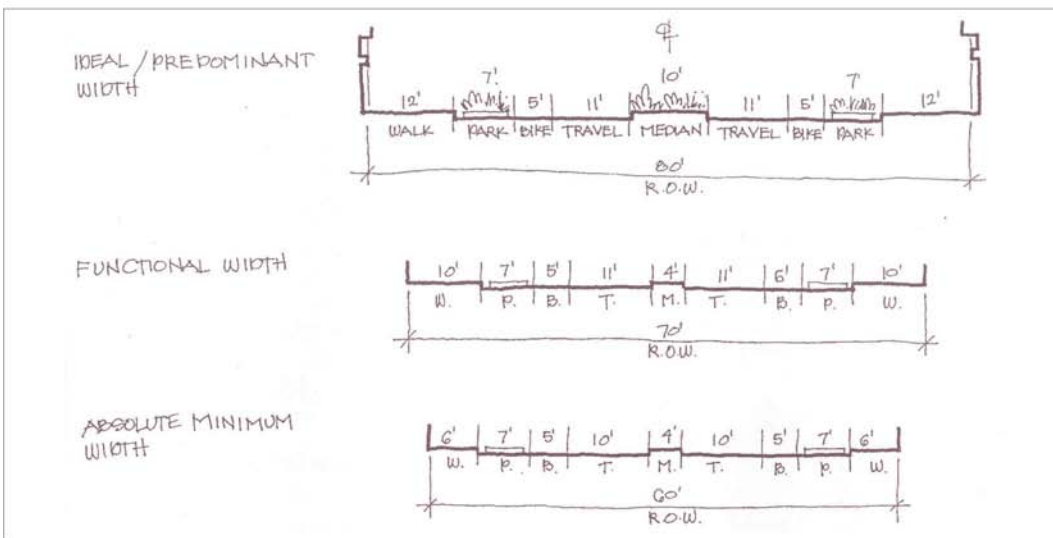 IDEAL / PREDOMINANT
WIDTH
℄
7'. 10' 7'
12' 5' 11' 11' 5' 12'
WALK PARK BIKE TRAVEL MEDIAN TRAVEL BIKE PARK
80'
R.O.W.
FUNCTIONAL WIDTH
10' 7' 5' 11' 4' 11' 5' 7' 10'
W. P. B. T. M. T. B. P. W.
70'
R.O.W.
ABSOLUTE MINIMUM
WIDTH
6' 7' 5' 10' 4' 10' 5' 7' 6'
W. P. B. T. M. T. B. P. W.
60'
R.O.W.